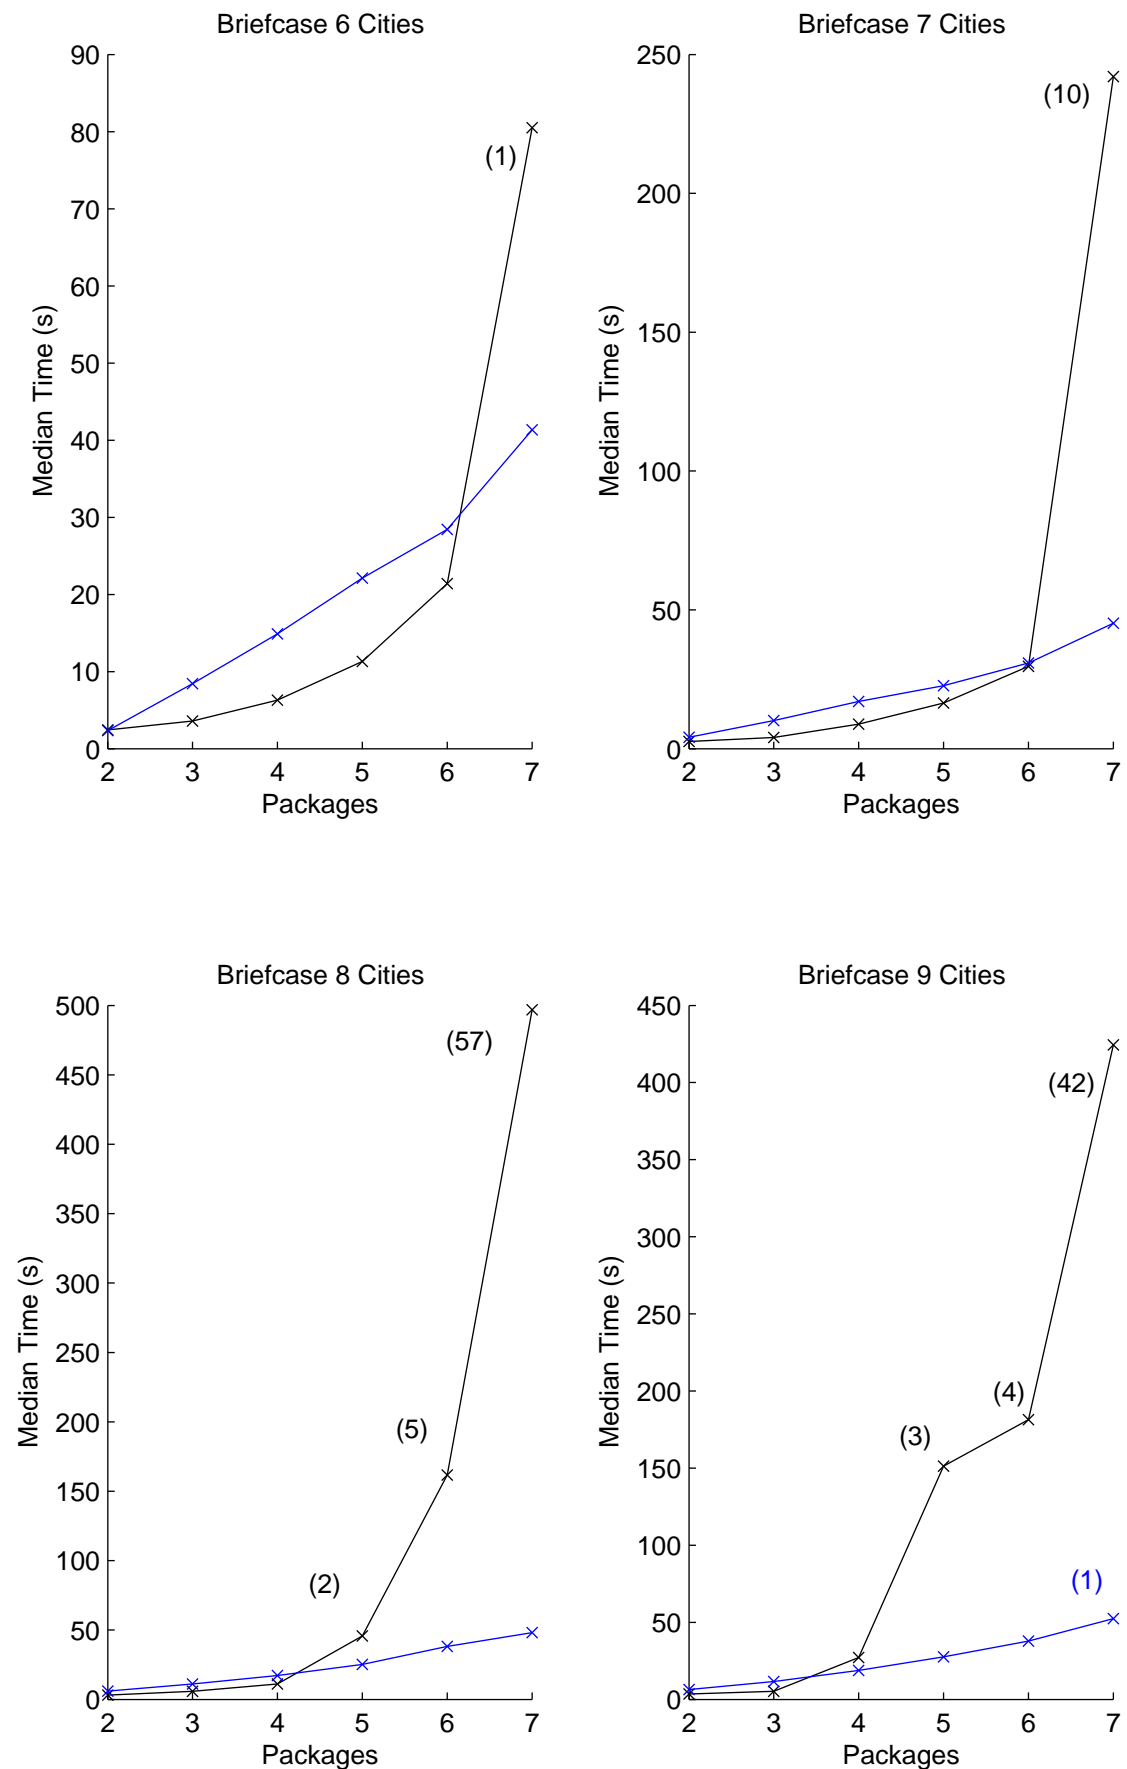 Briefcase 6 Cities
90
80
70
60
50
40
30
20
10
0
2 3 4 5 6 7
Packages
Median Time (s)
(1)
Briefcase 7 Cities
250
200
150
100
50
0
2 3 4 5 6 7
Packages
Median Time (s)
(10)
Briefcase 8 Cities
500
450
400
350
300
250
200
150
100
50
0
2 3 4 5 6 7
Packages
Median Time (s)
(57)
(5)
(2)
Briefcase 9 Cities
450
400
350
300
250
200
150
100
50
0
2 3 4 5 6 7
Packages
Median Time (s)
(42)
(4)
(3)
(1)